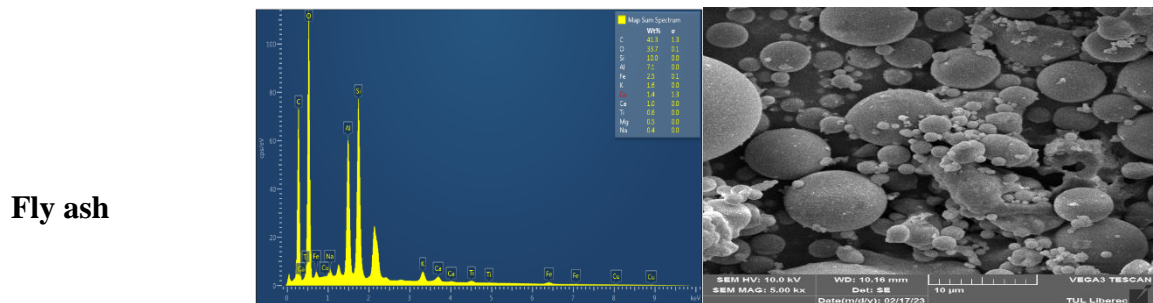 Fly ash
Map Sum Spectrum
Wt% σ
C 41.3 1.3
O 33.7 0.1
Si 10.0 0.0
Al 7.1 0.0
Fe 2.5 0.1
K 1.6 0.0
Cu 1.4 1.3
Ca 1.0 0.0
Ti 0.6 0.0
Mg 0.5 0.0
Na 0.4 0.0
cps/eV
100
80
60
40
20
0
C O Al Si
Ti Fe Na
Ca Cu K Ca Ca Ti Ti Fe Fe Cu Cu
0 1 2 3 4 5 6 7 8 9 keV
SEM HV: 10.0 kV WD: 10.16 mm VEGA3 TESCAN
SEM MAG: 5.00 kx Det: SE 10 µm
Date(m/d/y): 02/17/23 TUL Liberec